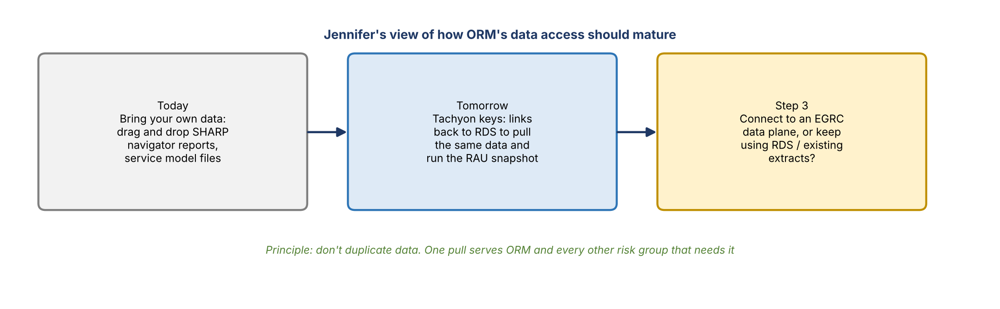 Jennifer's view of how ORM's data access should mature
Today
Bring your own data:
drag and drop SHARP
navigator reports,
service model files
Tomorrow
Tachyon keys: links
back to RDS to pull
the same data and
run the RAU snapshot
Step 3
Connect to an EGRC
data plane, or keep
using RDS / existing
extracts?
Principle: don't duplicate data. One pull serves ORM and every other risk group that needs it